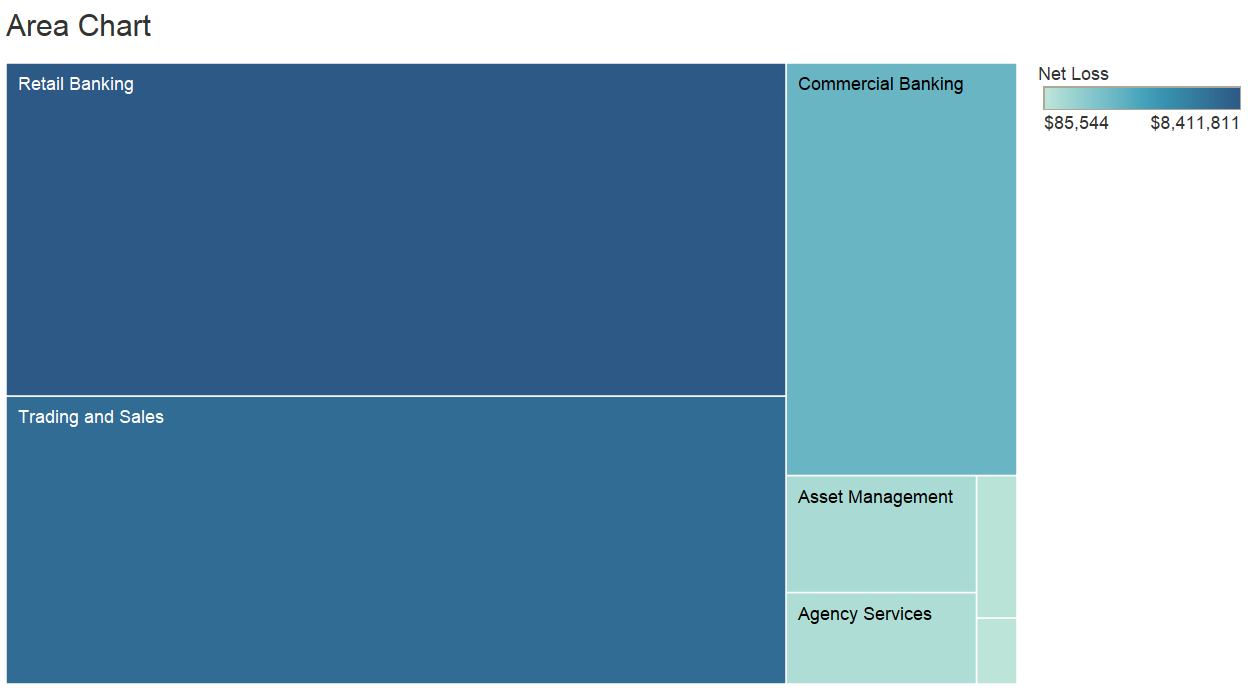 Area Chart
Retail Banking
Commercial Banking
Net Loss
$85,544 $8,411,811
Trading and Sales
Asset Management
Agency Services